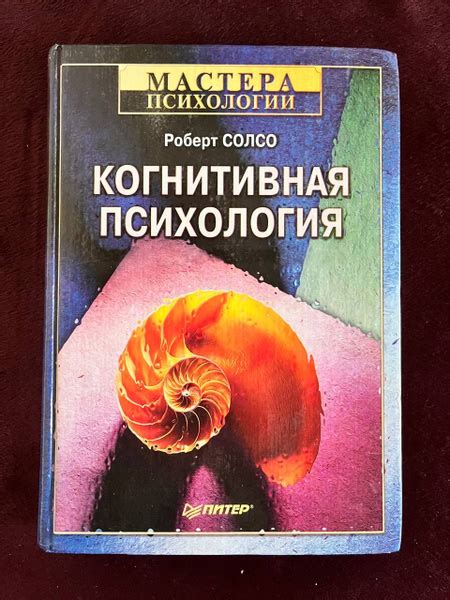 МАСТЕРА
ПСИХОЛОГИИ
Роберт СОЛСО
КОГНИТИВНАЯ
ПСИХОЛОГИЯ
ПИТЕР®